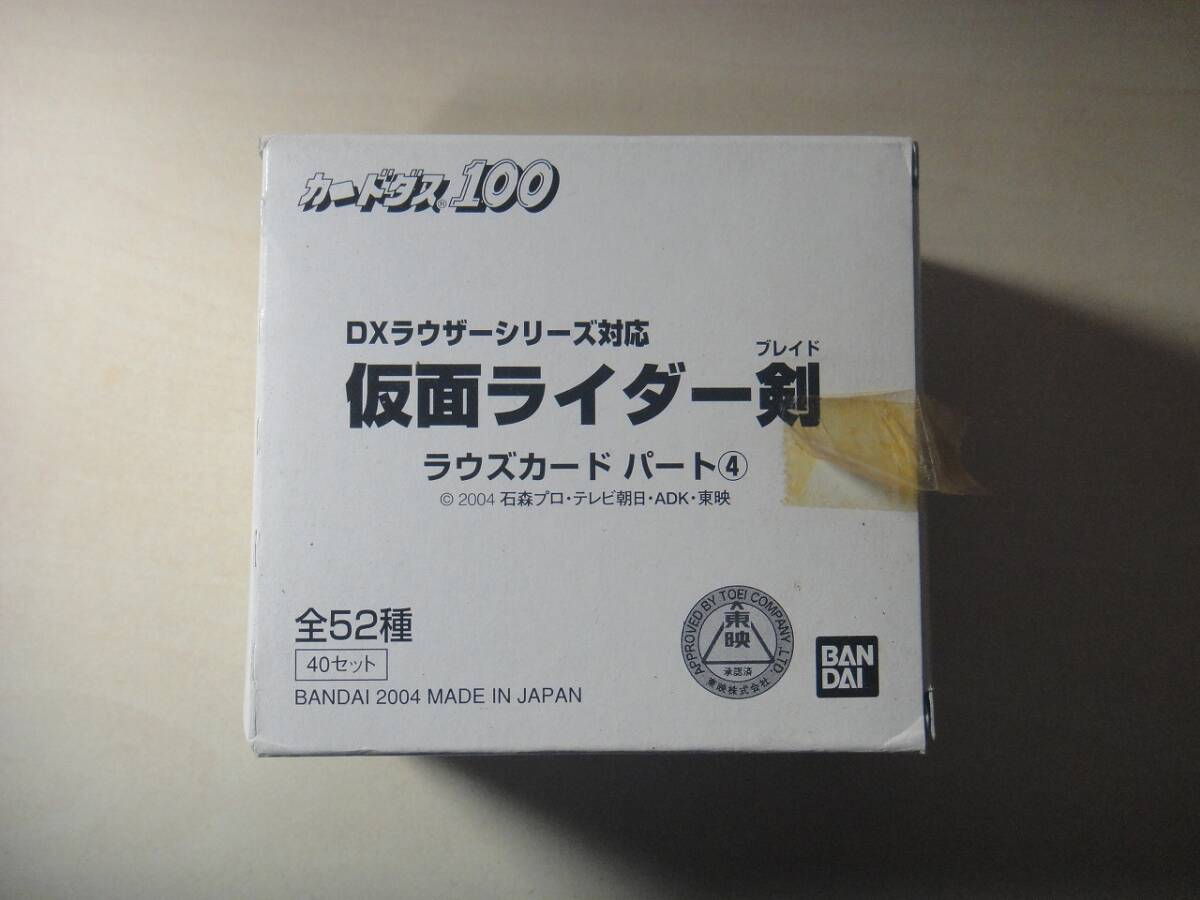 カードダス®100
DXラウザーシリーズ対応
ブレイド
仮面ライダー剣
ラウズカード パート④
© 2004 石森プロ・テレビ朝日・ADK・東映
全52種
40セット
BANDAI 2004 MADE IN JAPAN
APPROVED BY TOEI COMPANY, LTD.
東映
承認済
東映株式会社
BAN
DAI